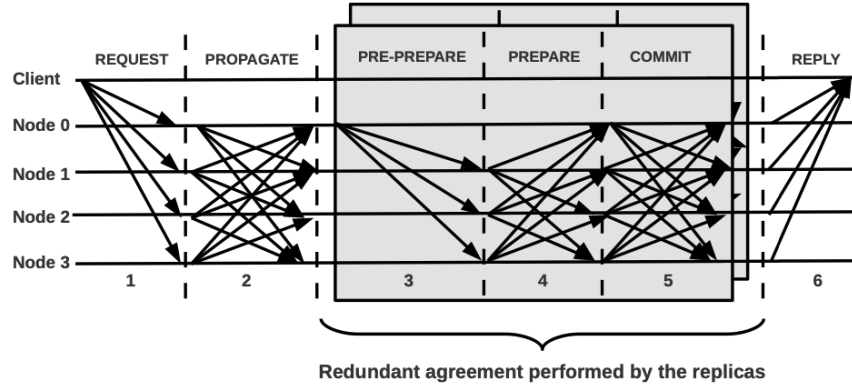 REQUEST PROPAGATE PRE-PREPARE PREPARE COMMIT REPLY
Client
Node 0
Node 1
Node 2
Node 3
1 2 3 4 5 6
Redundant agreement performed by the replicas